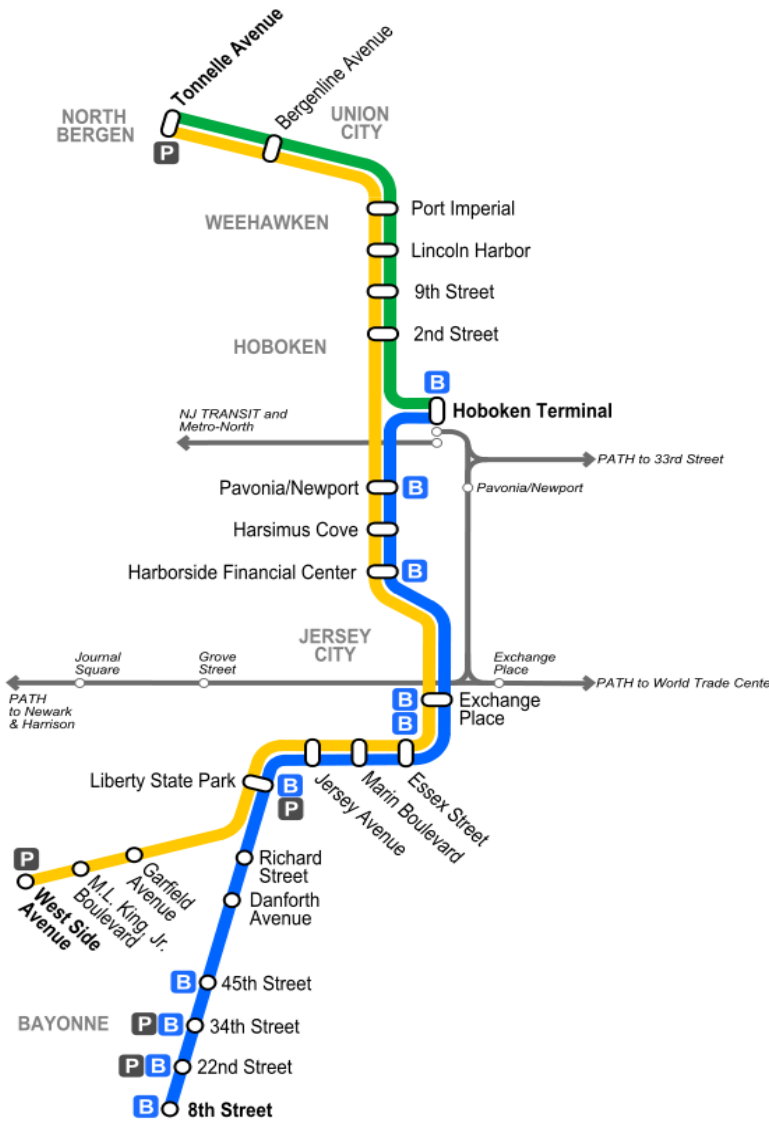 Tonnelle Avenue
Bergenline Avenue
NORTH
BERGEN
UNION
CITY
P
Port Imperial
WEEHAWKEN
Lincoln Harbor
9th Street
2nd Street
HOBOKEN
B
Hoboken Terminal
NJ TRANSIT and
Metro-North
PATH to 33rd Street
Pavonia/Newport
B
Pavonia/Newport
Harsimus Cove
Harborside Financial Center
B
JERSEY
CITY
Journal
Square
Grove
Street
Exchange
Place
PATH
to Newark
& Harrison
PATH to World Trade Cente
B
B
Exchange
Place
Liberty State Park
B
P
Jersey Avenue
Marin Boulevard
Essex Street
P
West Side
Avenue
M.L. King, Jr.
Boulevard
Garfield
Avenue
Richard
Street
Danforth
Avenue
B
45th Street
BAYONNE
P
B
34th Street
P
B
22nd Street
B
8th Street